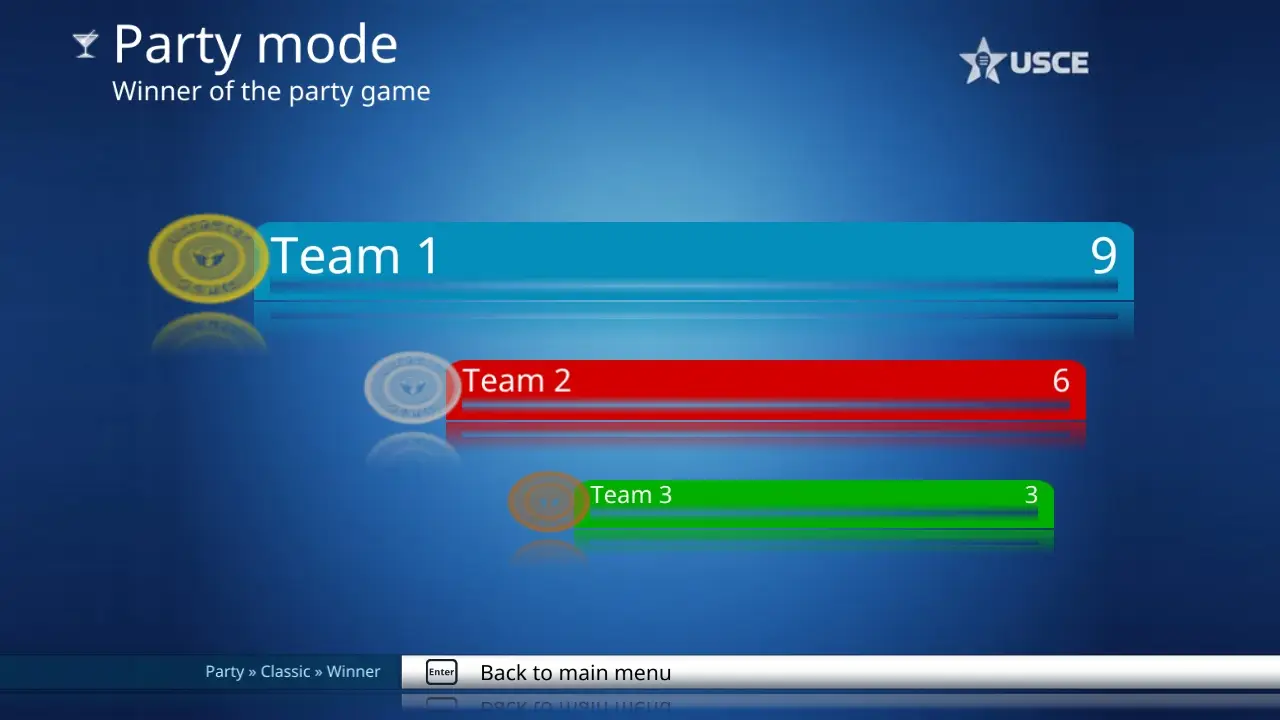 Party mode
Winner of the party game
USCE
Team 1 9
Team 2 6
Team 3 3
Party » Classic » Winner
Enter Back to main menu